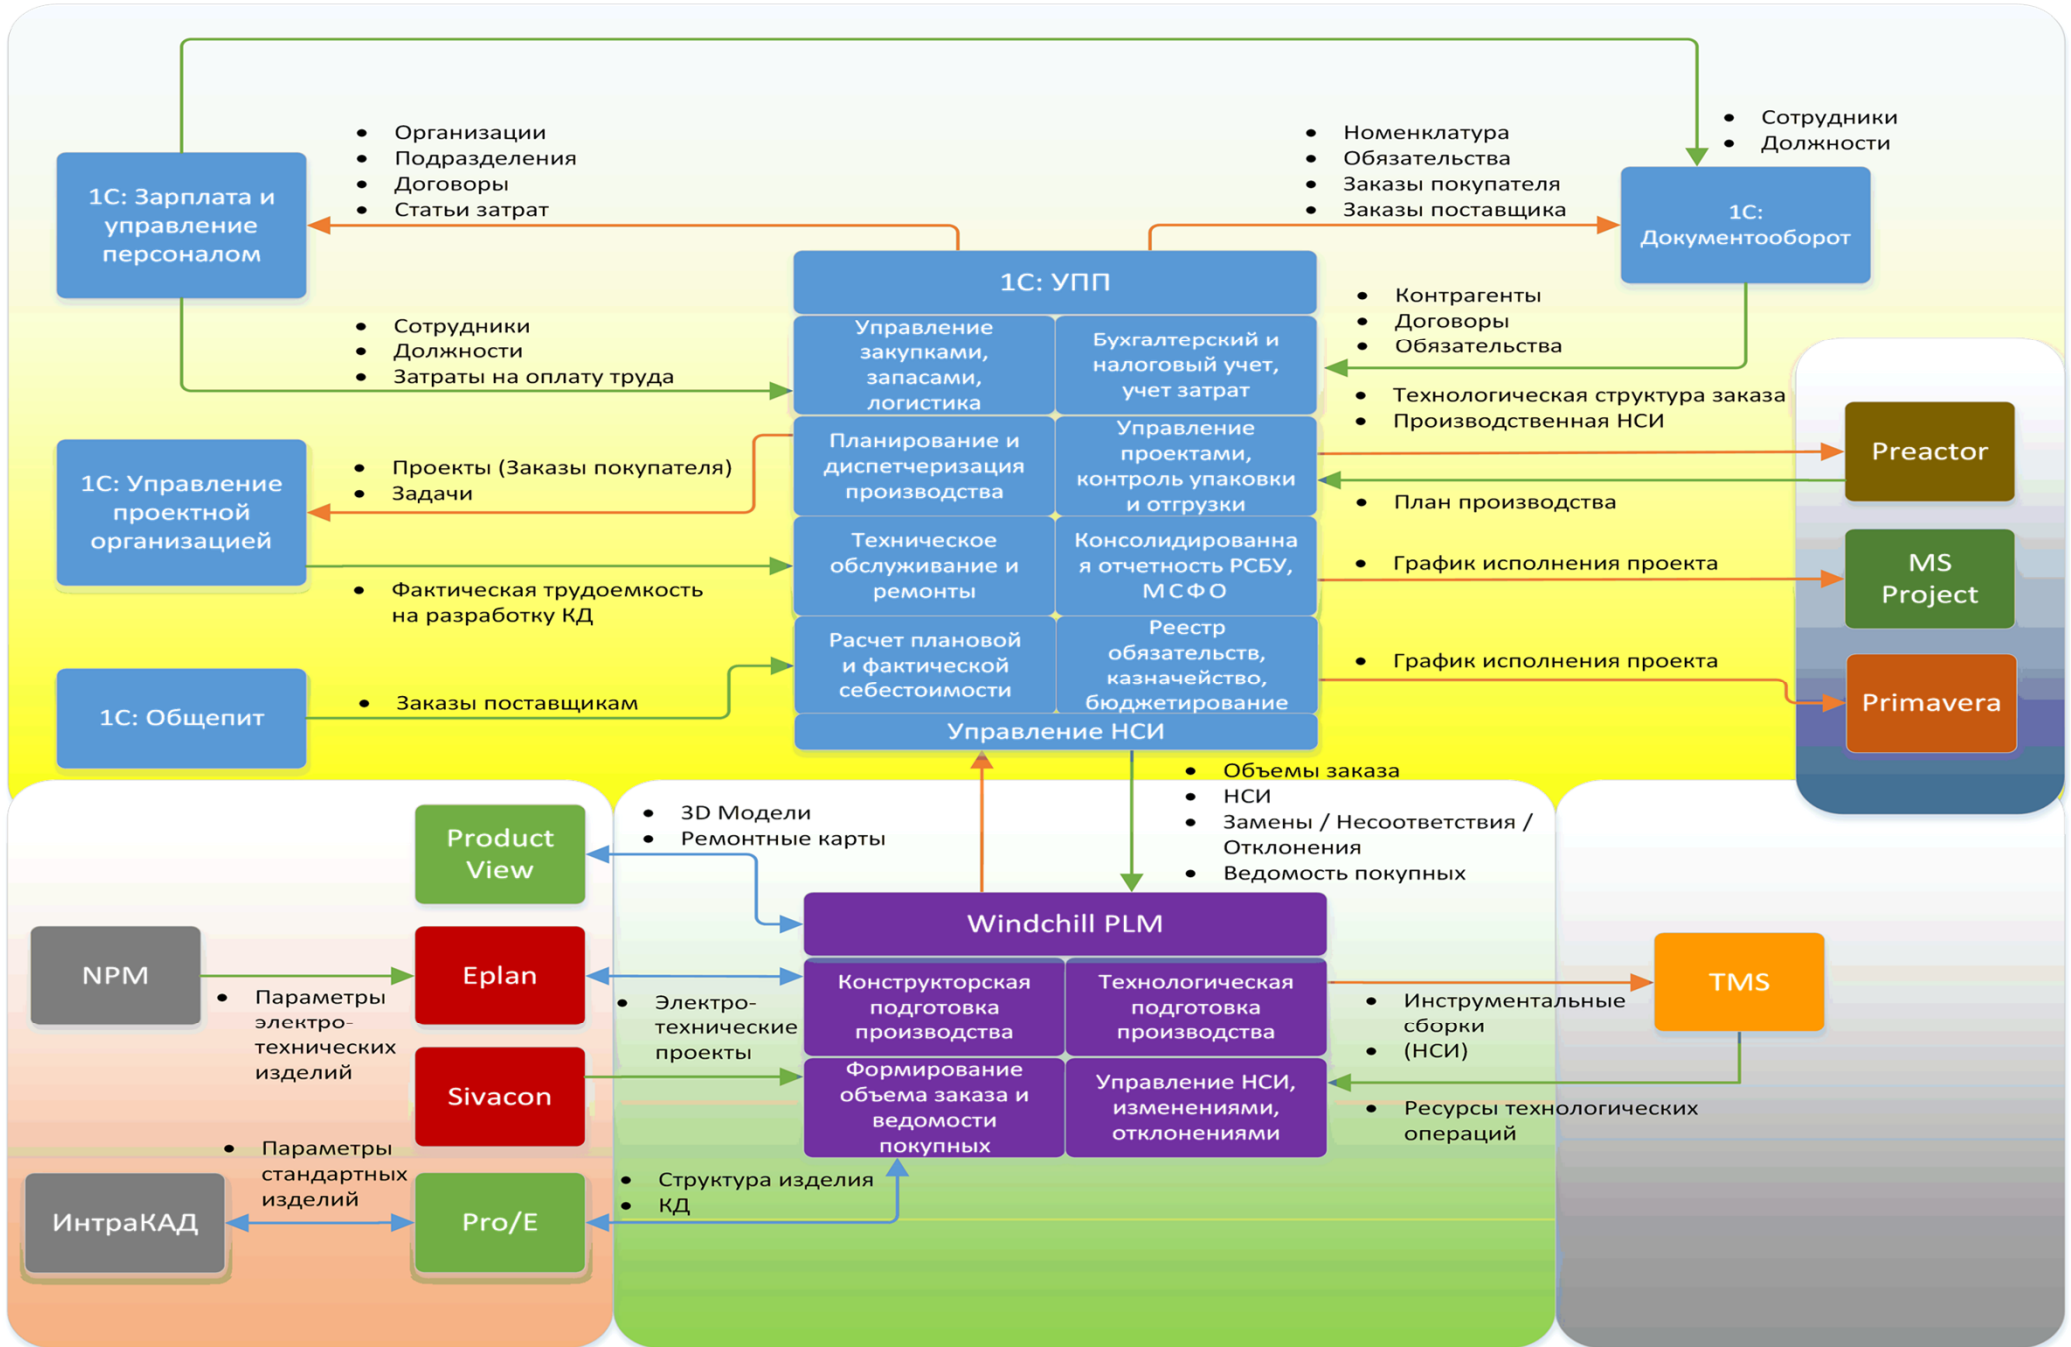 • Организации
• Подразделения
• Договоры
• Статьи затрат
• Номенклатура
• Обязательства
• Заказы покупателя
• Заказы поставщика
• Сотрудники
• Должности
1С: Зарплата и
управление
персоналом
1С:
Документооборот
1С: УПП
Управление
закупками,
запасами,
логистика
Бухгалтерский и
налоговый учет,
учет затрат
Планирование и
диспетчеризация
производства
Управление
проектами,
контроль упаковки
и отгрузки
Техническое
обслуживание и
ремонты
Консолидированна
я отчетность РСБУ,
МСФО
Расчет плановой
и фактической
себестоимости
Реестр
обязательств,
казначейство,
бюджетирование
Управление НСИ
• Сотрудники
• Должности
• Затраты на оплату труда
• Контрагенты
• Договоры
• Обязательства
• Технологическая структура заказа
• Производственная НСИ
Preactor
• План производства
1С: Управление
проектной
организацией
• Проекты (Заказы покупателя)
• Задачи
• Фактическая трудоемкость
на разработку КД
• График исполнения проекта
MS
Project
• График исполнения проекта
Primavera
1С: Общепит
• Заказы поставщикам
• Объемы заказа
• НСИ
• Замены / Несоответствия /
Отклонения
• Ведомость покупных
Product
View
• 3D Модели
• Ремонтные карты
Windchill PLM
Конструкторская
подготовка
производства
Технологическая
подготовка
производства
Формирование
объема заказа и
ведомости
покупных
Управление НСИ,
изменениями,
отклонениями
NPM
• Параметры
электро-
технических
изделий
Eplan
• Электро-
технические
проекты
Sivacon
TMS
• Инструментальные
сборки
• (НСИ)
• Ресурсы технологических
операций
• Параметры
стандартных
изделий
ИнтраКАД
Pro/E
• Структура изделия
• КД